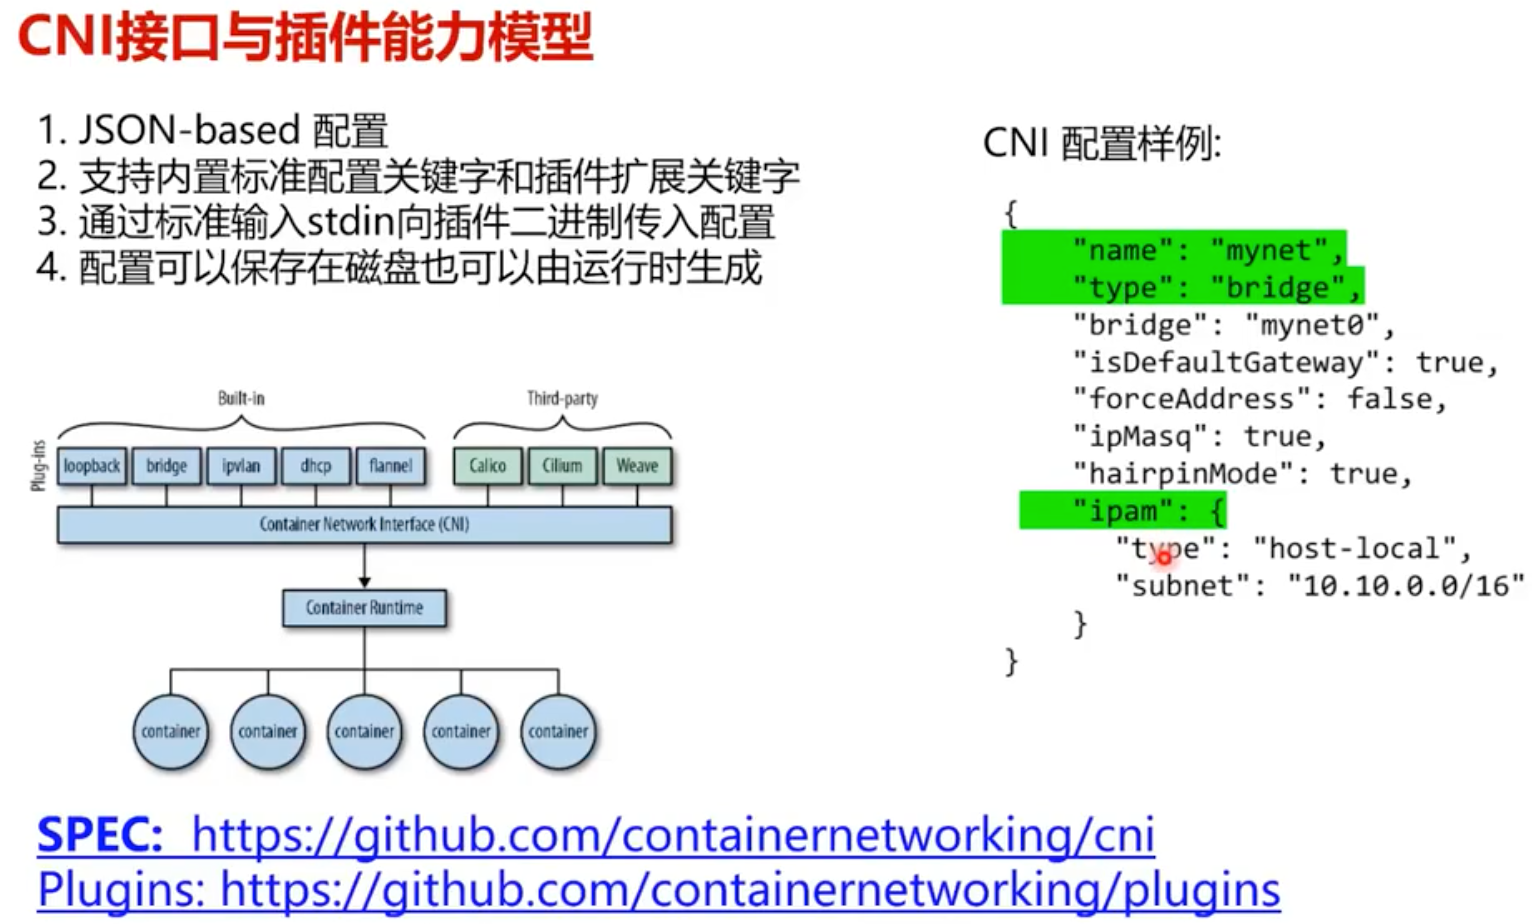 CNI接口与插件能力模型
1. JSON-based 配置
2. 支持内置标准配置关键字和插件扩展关键字
3. 通过标准输入stdin向插件二进制传入配置
4. 配置可以保存在磁盘也可以由运行时生成
Built-in
Third-party
Plug-ins
loopback
bridge
ipvlan
dhcp
flannel
Calico
Cilium
Weave
Container Network Interface (CNI)
Container Runtime
container
container
container
container
container
CNI 配置样例:
{
"name": "mynet",
"type": "bridge",
"bridge": "mynet0",
"isDefaultGateway": true,
"forceAddress": false,
"ipMasq": true,
"hairpinMode": true,
"ipam": {
"type": "host-local",
"subnet": "10.10.0.0/16"
}
}
SPEC: https://github.com/containernetworking/cni
Plugins: https://github.com/containernetworking/plugins